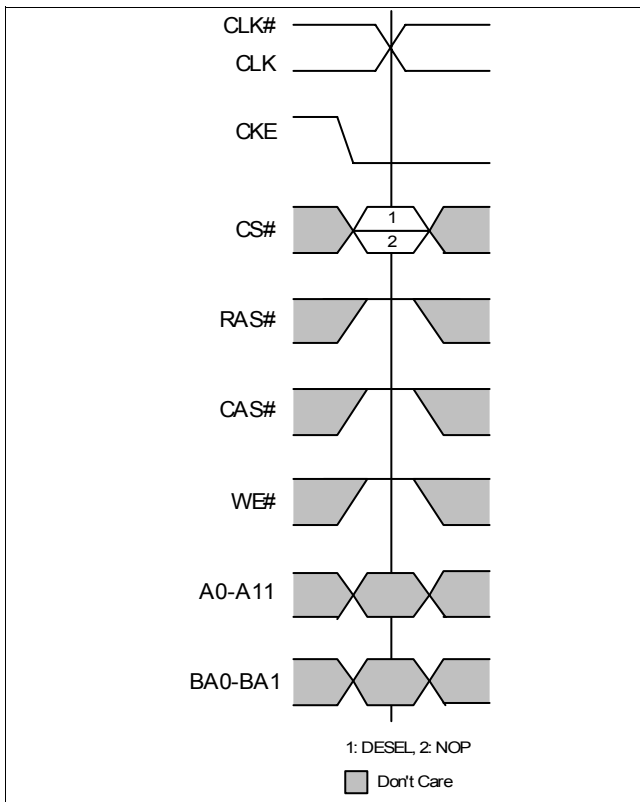 CLK#
CLK
CKE
CS#
1
2
RAS#
CAS#
WE#
A0-A11
BA0-BA1
1: DESEL, 2: NOP
Don't Care